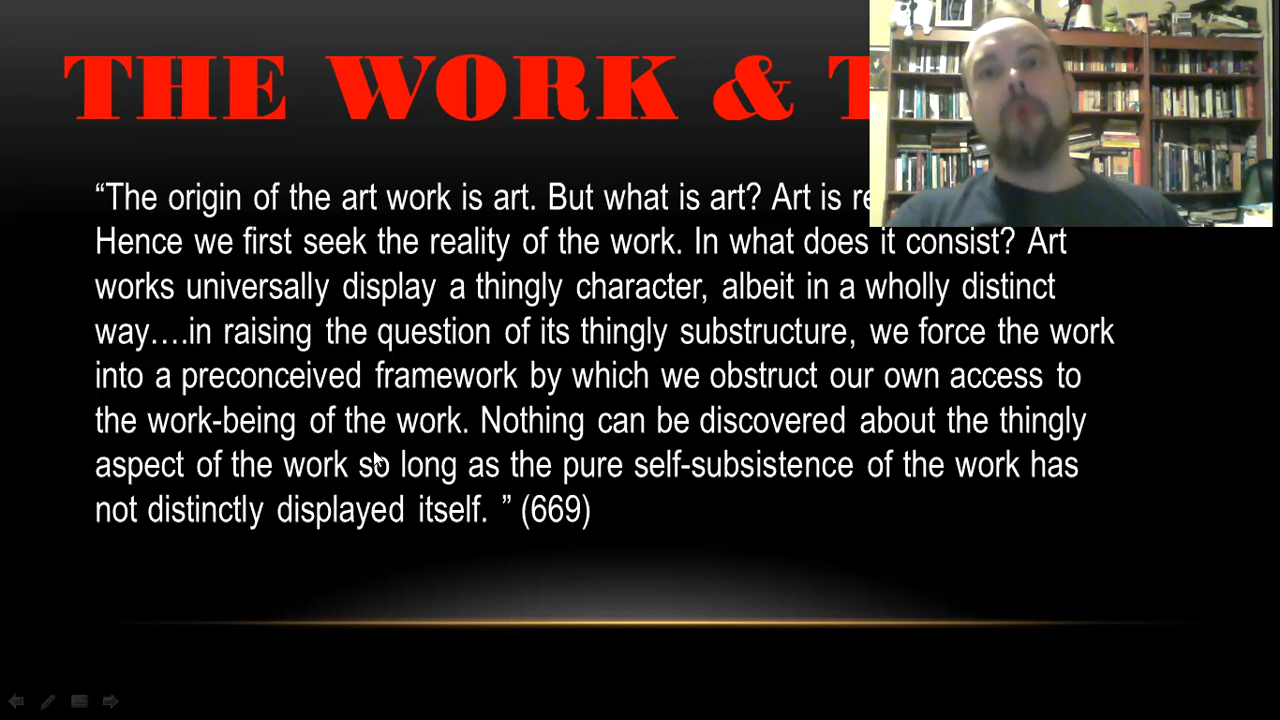 THE WORK &
“The origin of the art work is art. But what is art? Art is
Hence we first seek the reality of the work. In what does it consist? Art
works universally display a thingly character, albeit in a wholly distinct
way….in raising the question of its thingly substructure, we force the work
into a preconceived framework by which we obstruct our own access to
the work-being of the work. Nothing can be discovered about the thingly
aspect of the work so long as the pure self-subsistence of the work has
not distinctly displayed itself. ” (669)